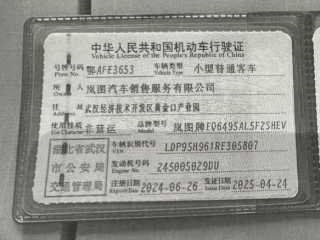 中华人民共和国机动车行驶证
Vehicle License of the People's Republic of China
号牌号码 鄂AFE3653 车辆类型 小型普通客车
Plate No. Vehicle Type
所有人 岚图汽车销售服务有限公司
住址 武汉经济技术开发区黄金口产业园
使用性质 非营运 品牌型号 岚图牌EQ6495AL5F2SHEV
Use Character Model
湖北省武汉 车辆识别代号 LDP95H961RE305807
VIN
市公安局 发动机号码 245005029DU
Engine No.
交通管理局 注册日期 2024-06-26 发证日期 2025-04-24
Register Date Issue Date